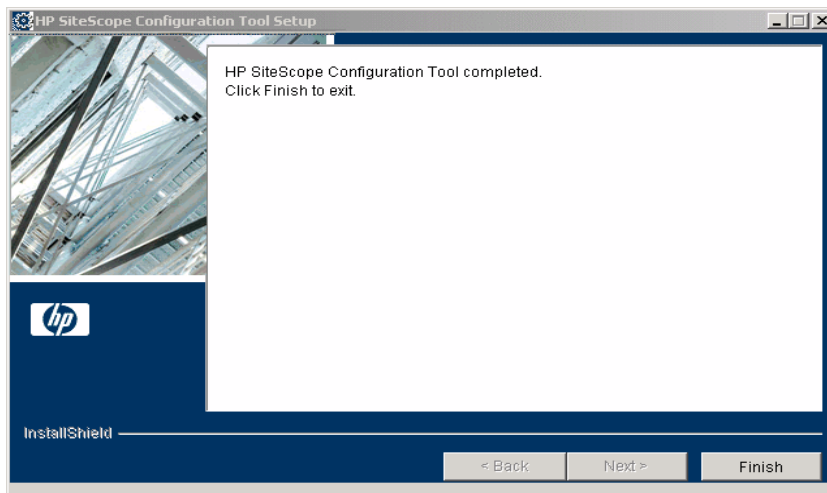 HP SiteScope Configuration Tool Setup
HP SiteScope Configuration Tool completed.
Click Finish to exit.
hp
InstallShield
< Back
Next >
Finish